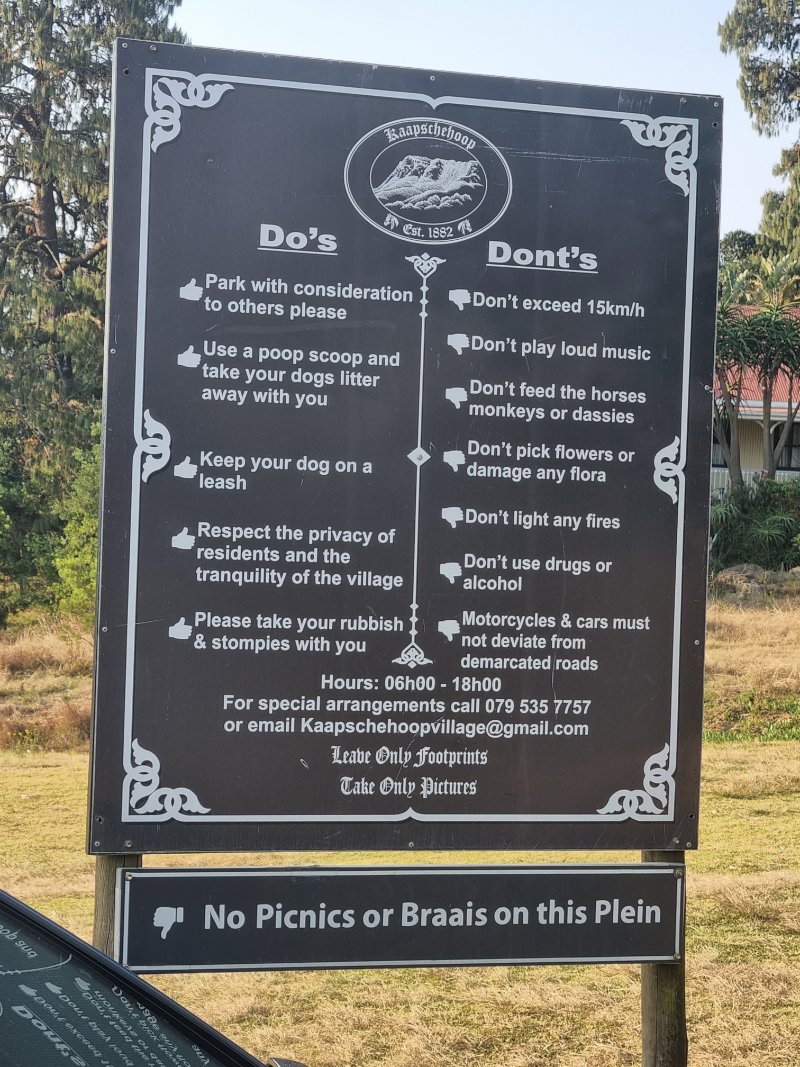 Kaapschehoop
Est. 1882
Do's
Park with consideration
to others please
Use a poop scoop and
take your dogs litter
away with you
Keep your dog on a
leash
Respect the privacy of
residents and the
tranquility of the village
Please take your rubbish
& stompies with you
Dont's
Don't exceed 15km/h
Don't play loud music
Don't feed the horses
monkeys or dassies
Don't pick flowers or
damage any flora
Don't light any fires
Don't use drugs or
alcohol
Motorcycles & cars must
not deviate from
demarcated roads
Hours: 06h00 - 18h00
For special arrangements call 079 535 7757
or email Kaapschehoopvillage@gmail.com
Leave Only Footprints
Take Only Pictures
No Picnics or Braais on this Plein